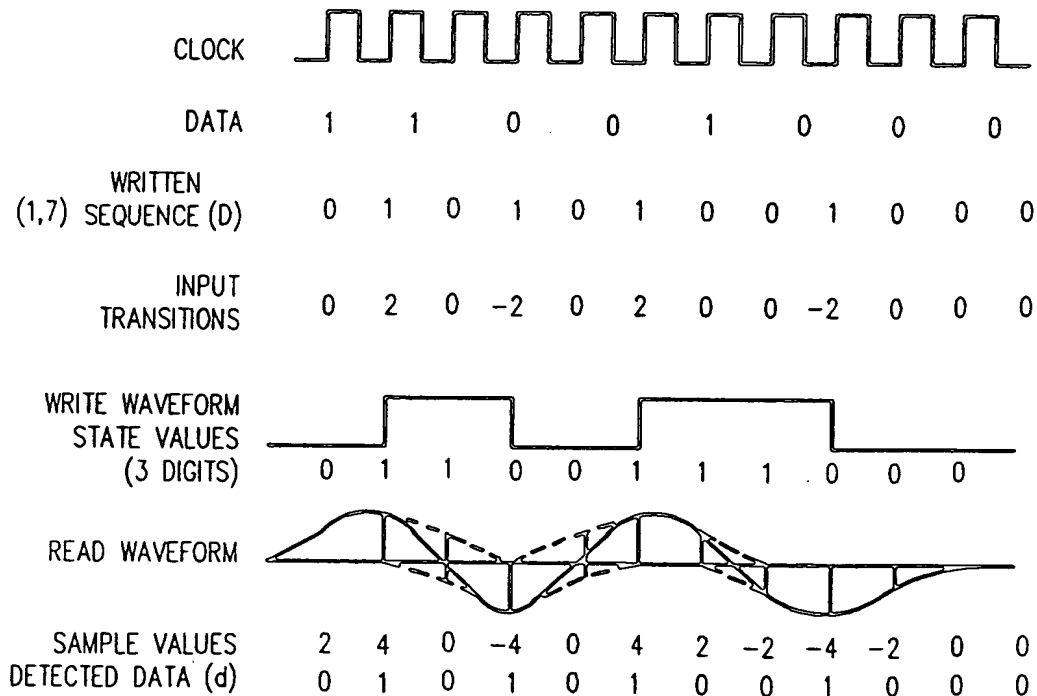 CLOCK
DATA 1 1 0 0 1 0 0 0
WRITTEN
(1,7) SEQUENCE (D) 0 1 0 1 0 1 0 0 1 0 0 0
INPUT
TRANSITIONS 0 2 0 -2 0 2 0 0 -2 0 0 0
WRITE WAVEFORM
STATE VALUES
(3 DIGITS) 0 1 1 0 0 1 1 1 0 0 0
READ WAVEFORM
SAMPLE VALUES 2 4 0 -4 0 4 2 -2 -4 -2 0 0
DETECTED DATA (d) 0 1 0 1 0 1 0 0 1 0 0 0